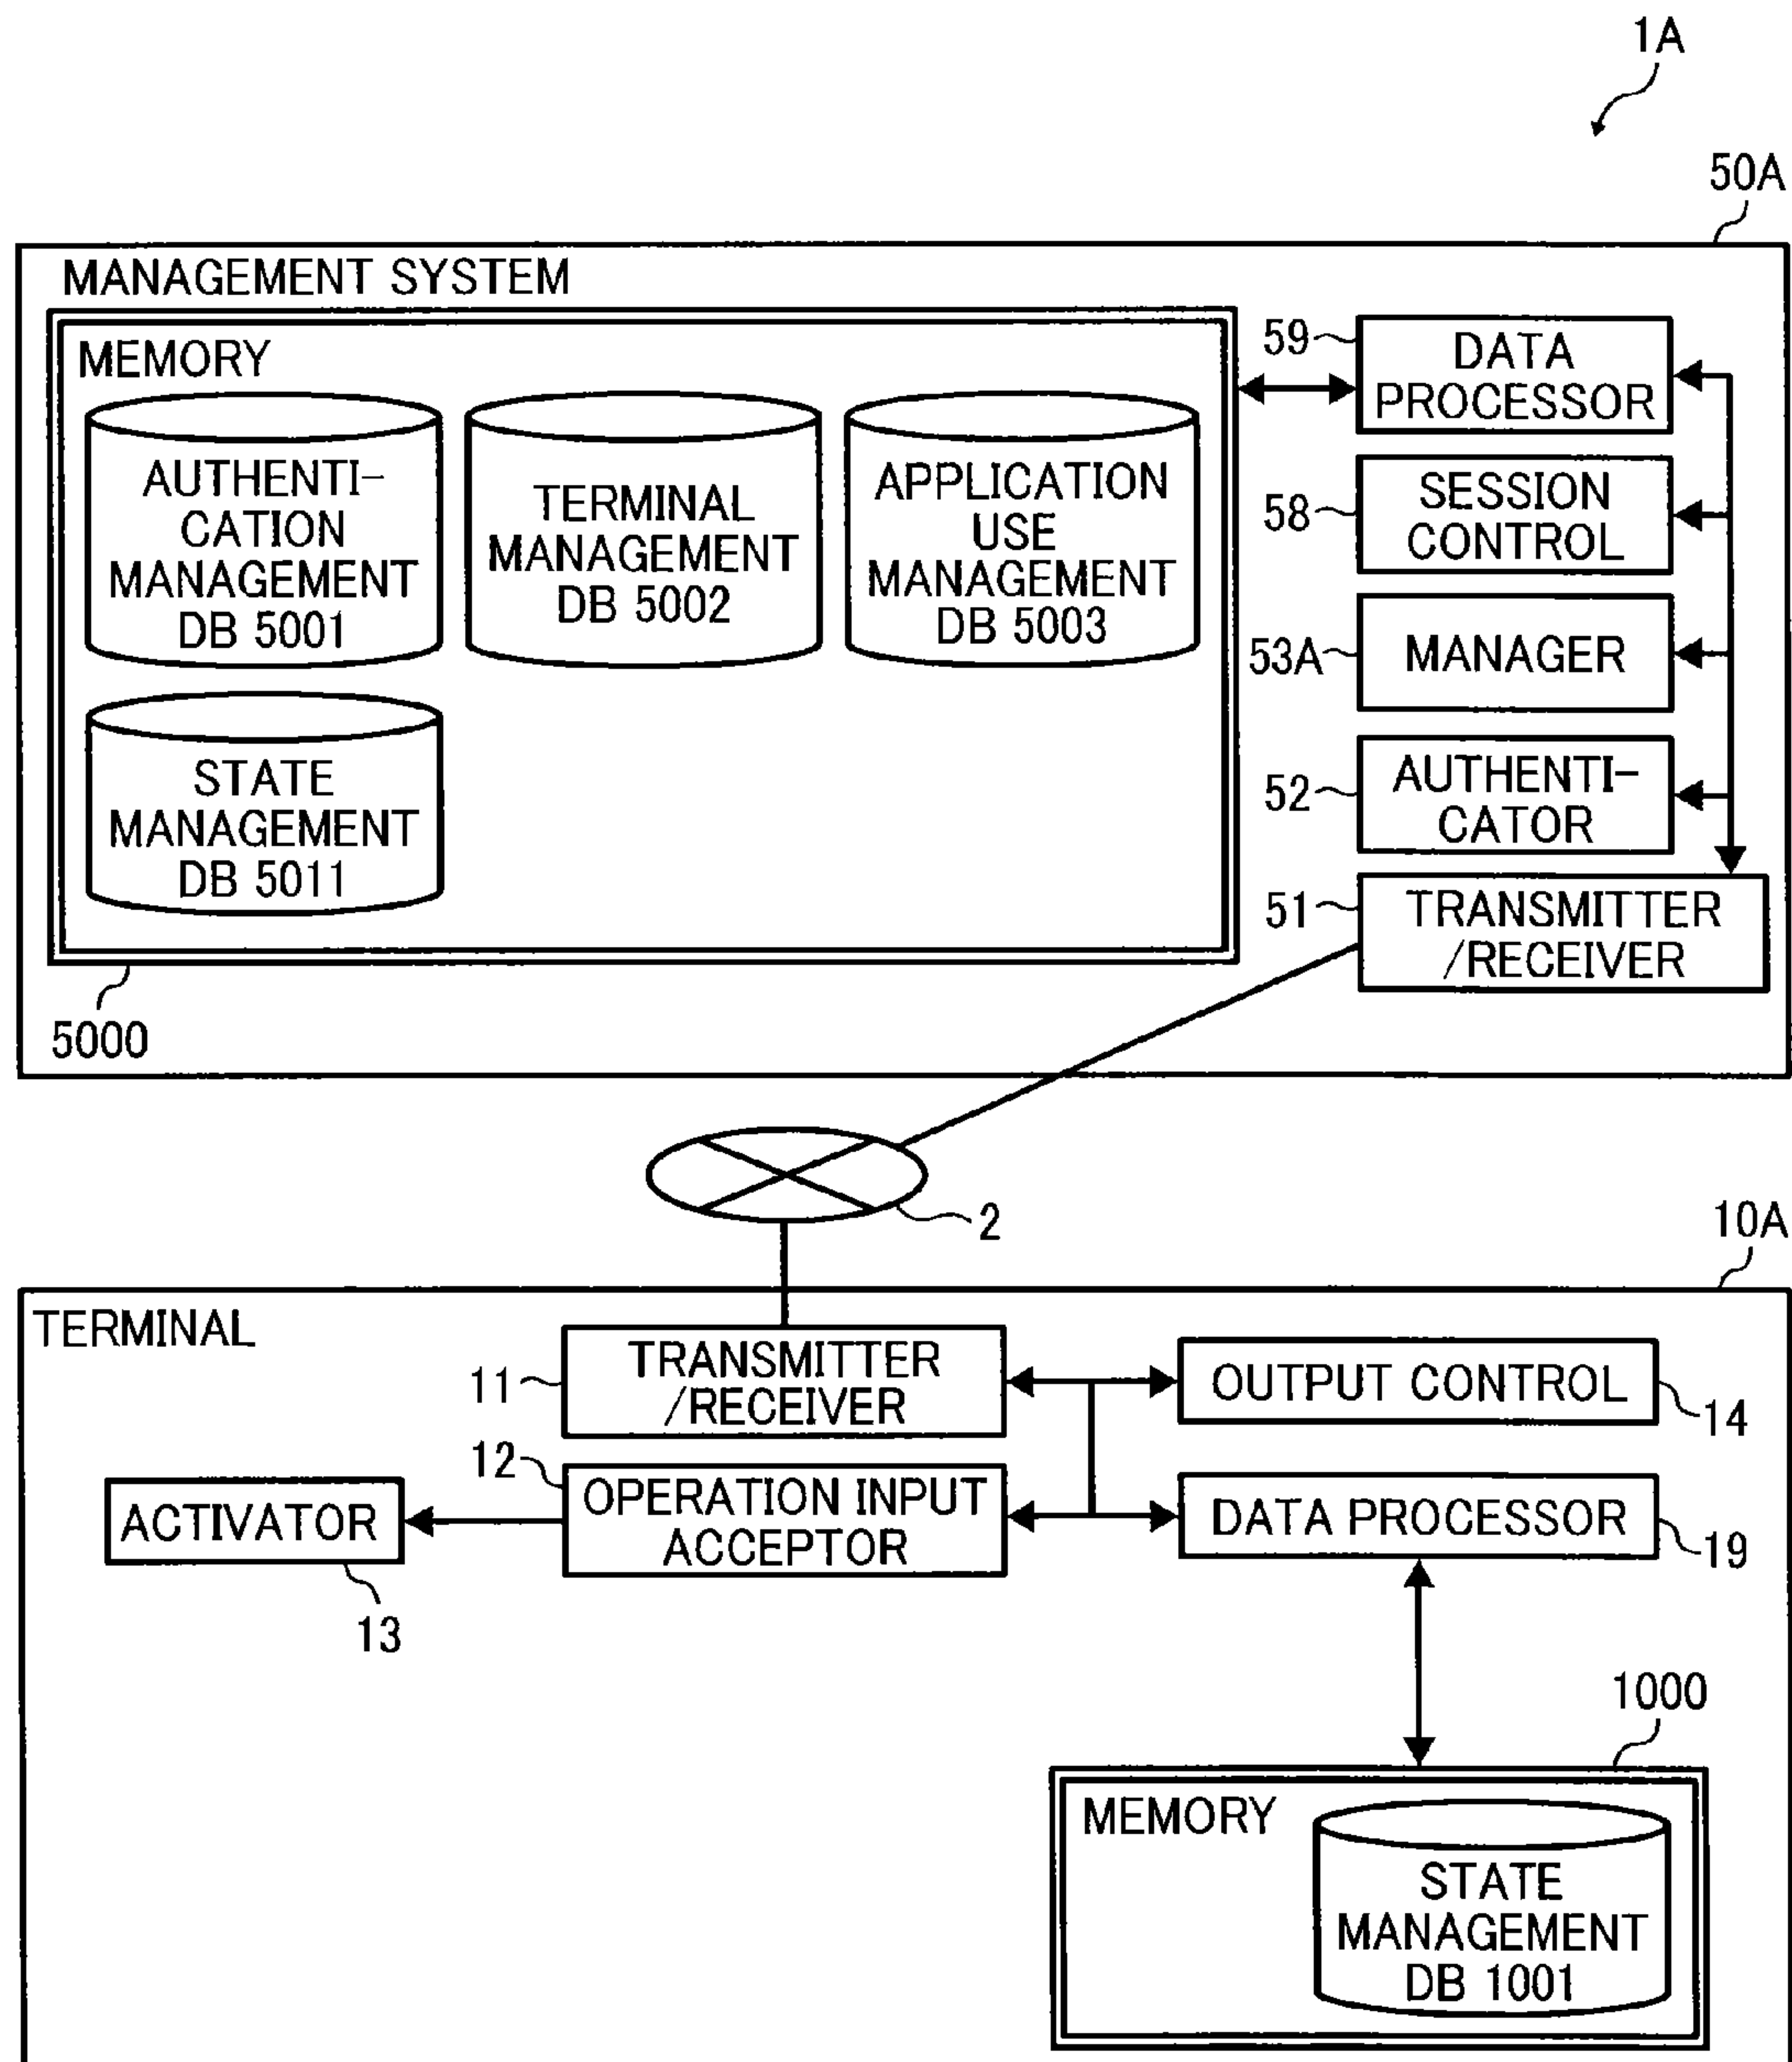 1A
50A
MANAGEMENT SYSTEM
MEMORY
AUTHENTI-
CATION
MANAGEMENT
DB 5001
TERMINAL
MANAGEMENT
DB 5002
APPLICATION
USE
MANAGEMENT
DB 5003
STATE
MANAGEMENT
DB 5011
5000
59
DATA
PROCESSOR
58
SESSION
CONTROL
53A
MANAGER
52
AUTHENTI-
CATOR
51
TRANSMITTER
/RECEIVER
2
10A
TERMINAL
11
TRANSMITTER
/RECEIVER
OUTPUT CONTROL
14
12
OPERATION INPUT
ACCEPTOR
ACTIVATOR
13
DATA PROCESSOR
19
1000
MEMORY
STATE
MANAGEMENT
DB 1001